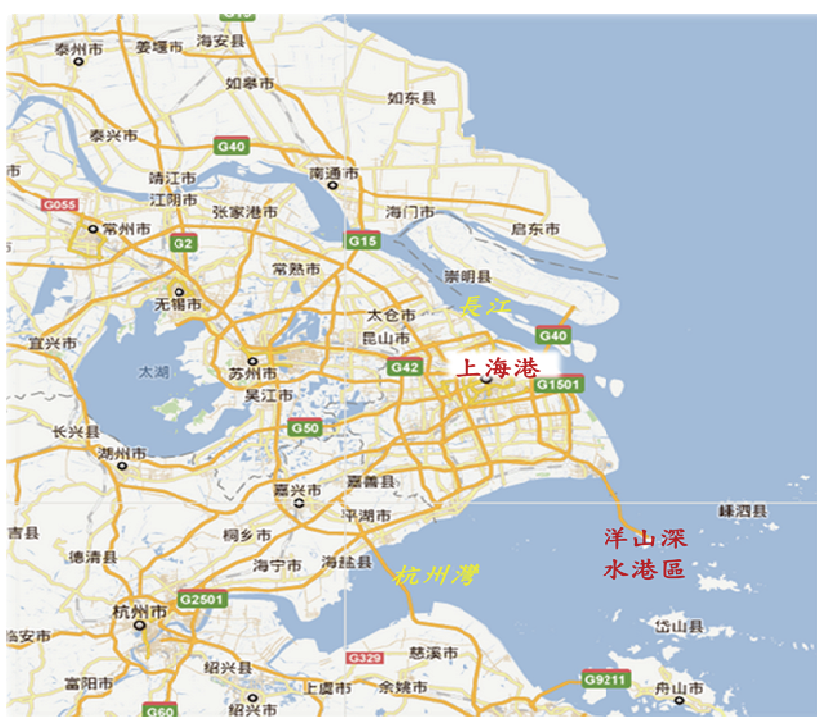 G15
泰州市
姜堰市
海安县
如皋市
如东县
泰兴市
G40
靖江市
南通市
江阴市
G055
张家港市
海门市
常州市
启东市
G2
G15
常熟市
崇明县
无锡市
長江
太仓市
G40
昆山市
宜兴市
上海港
G42
太湖
苏州市
G1501
吴江市
G50
长兴县
湖州市
嘉善县
嘉兴市
嵊泗县
平湖市
吉县
桐乡市
洋山深
水港區
德清县
海宁市
海盐县
杭州灣
G2501
杭州市
岱山县
临安市
慈溪市
G329
绍兴县
G9211
富阳市
上虞市
余姚市
舟山市
绍兴市
G60